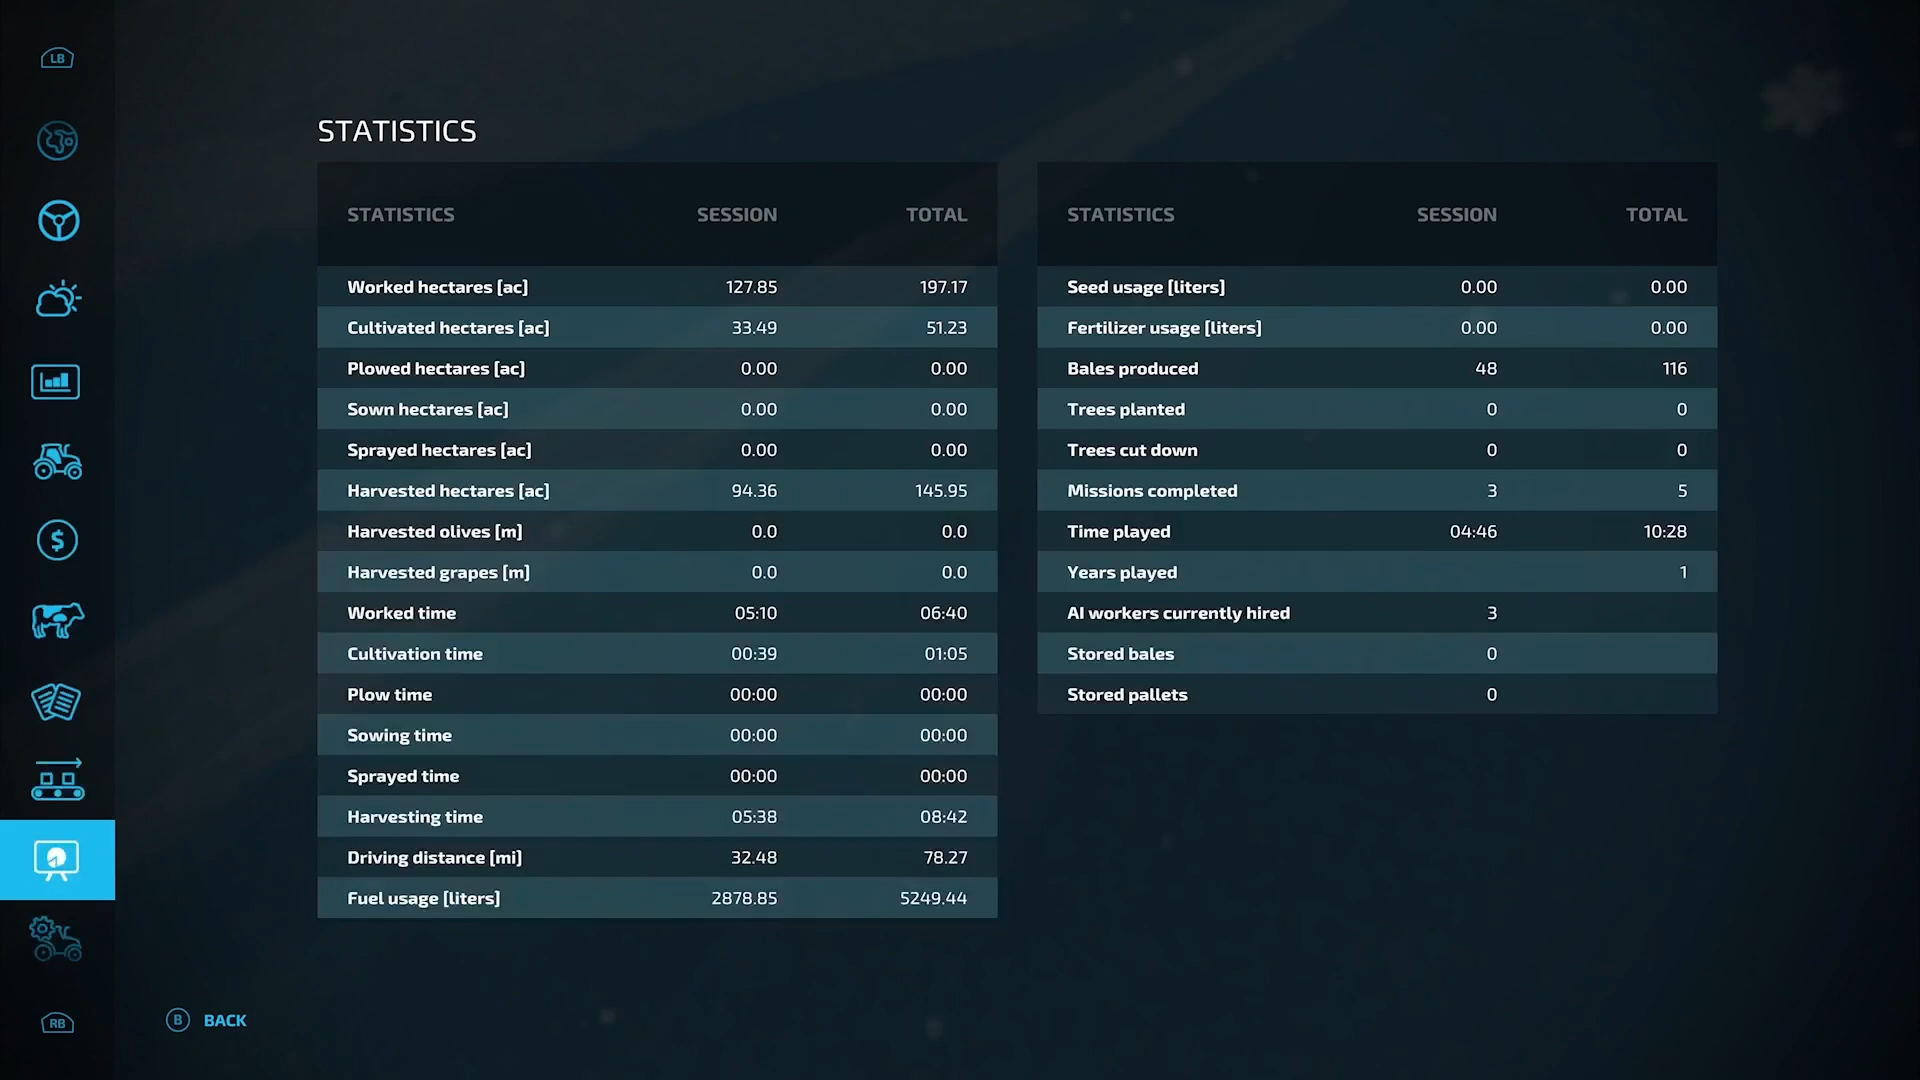 LB
STATISTICS
STATISTICS SESSION TOTAL
Worked hectares [ac] 127.85 197.17
Cultivated hectares [ac] 33.49 51.23
Plowed hectares [ac] 0.00 0.00
Sown hectares [ac] 0.00 0.00
Sprayed hectares [ac] 0.00 0.00
Harvested hectares [ac] 94.36 145.95
Harvested olives [m] 0.0 0.0
Harvested grapes [m] 0.0 0.0
Worked time 05:10 06:40
Cultivation time 00:39 01:05
Plow time 00:00 00:00
Sowing time 00:00 00:00
Sprayed time 00:00 00:00
Harvesting time 05:38 08:42
Driving distance [mi] 32.48 78.27
Fuel usage [liters] 2878.85 5249.44
STATISTICS SESSION TOTAL
Seed usage [liters] 0.00 0.00
Fertilizer usage [liters] 0.00 0.00
Bales produced 48 116
Trees planted 0 0
Trees cut down 0 0
Missions completed 3 5
Time played 04:46 10:28
Years played 1
AI workers currently hired 3
Stored bales 0
Stored pallets 0
$
RB
B BACK